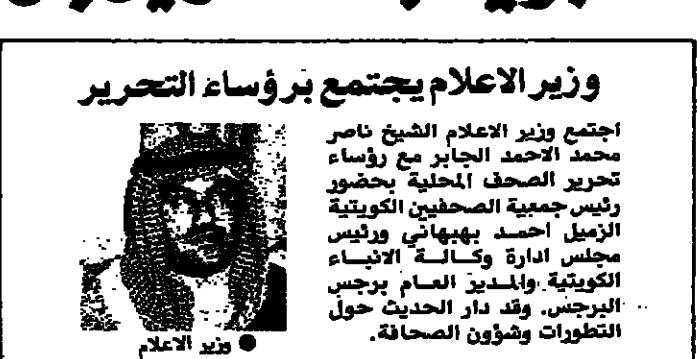 وزير الاعلام يجتمع برؤساء التحرير
اجتمع وزير الاعلام الشيخ ناصر
محمد الاحمد الجابر مع رؤساء
تحرير الصحف المحلية بحضور
رئيس جمعية الصحفيين الكويتية
الزميل احمد بهبهاني ورئيس
مجلس ادارة وكالة الانباء
الكويتية والمدير العام برجس
البرجس. وقد دار الحديث حول
التطورات وشؤون الصحافة.
● وزير الاعلام